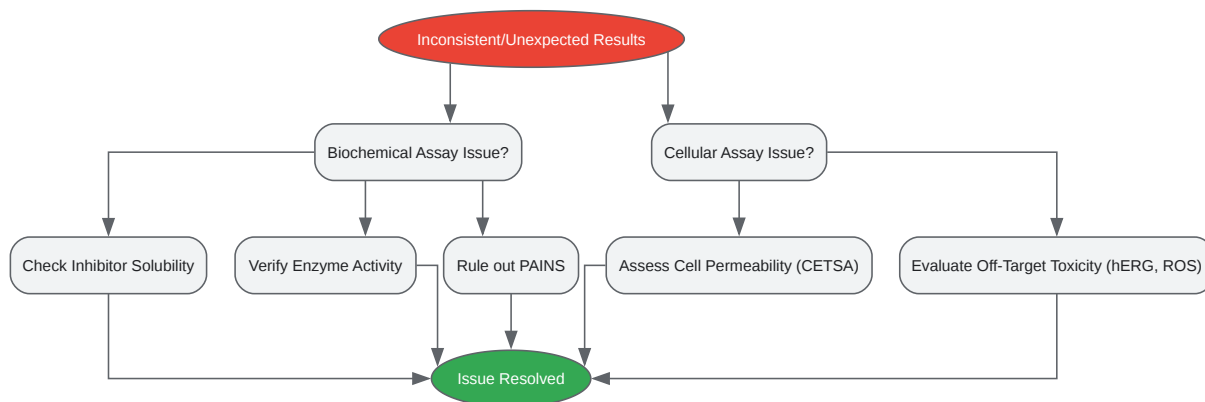 Inconsistent/Unexpected Results
Biochemical Assay Issue?
Cellular Assay Issue?
Check Inhibitor Solubility
Verify Enzyme Activity
Rule out PAINS
Assess Cell Permeability (CETSA)
Evaluate Off-Target Toxicity (hERG, ROS)
Issue Resolved